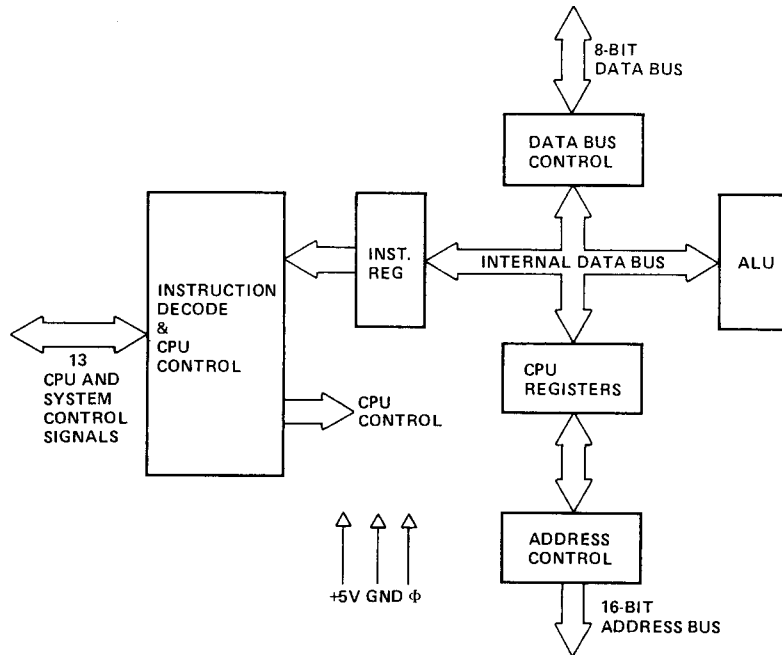 8-BIT
DATA BUS
DATA BUS
CONTROL
INST.
REG
INTERNAL DATA BUS
ALU
INSTRUCTION
DECODE
&
CPU
CONTROL
13
CPU AND
SYSTEM
CONTROL
SIGNALS
CPU
REGISTERS
CPU
CONTROL
ADDRESS
CONTROL
+5V GND Φ
16-BIT
ADDRESS BUS